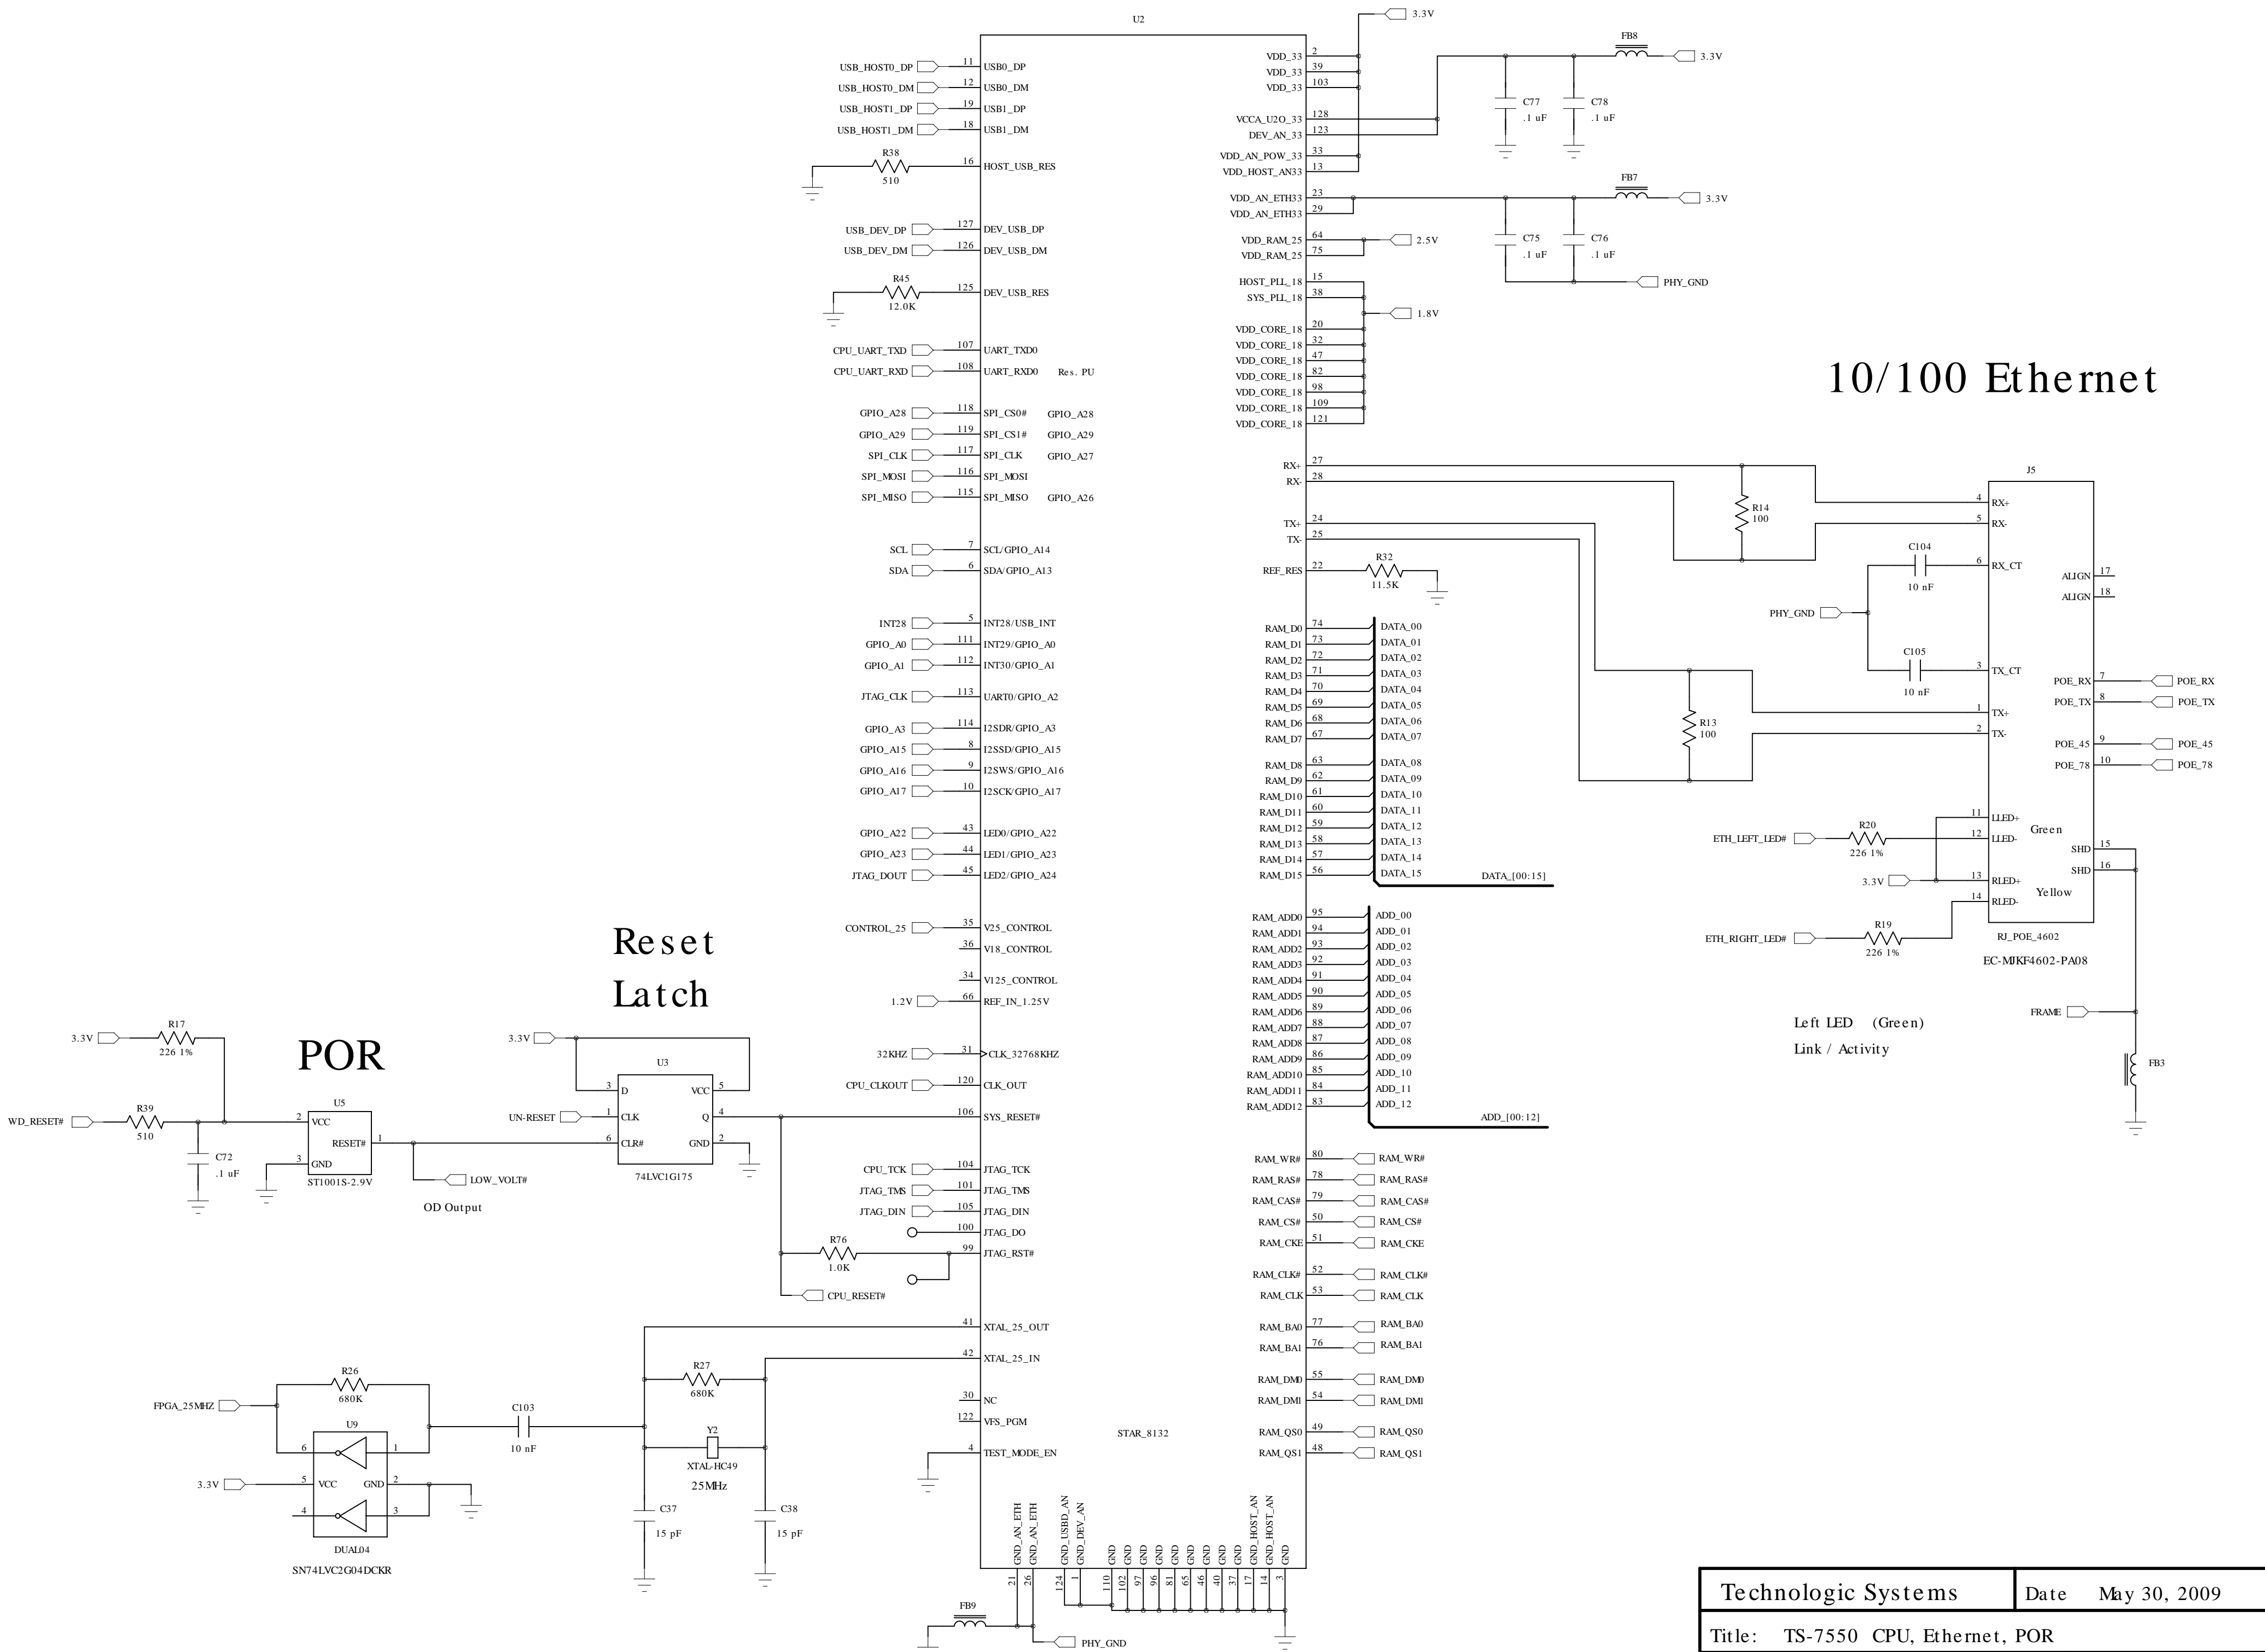 U2
USB_HOST0_DP 11 USB0_DP
USB_HOST0_DM 12 USB0_DM
USB_HOST1_DP 19 USB1_DP
USB_HOST1_DM 18 USB1_DM
R38
510
16 HOST_USB_RES
USB_DEV_DP 127 DEV_USB_DP
USB_DEV_DM 126 DEV_USB_DM
R45
12.0K
125 DEV_USB_RES
CPU_UART_TXD 107 UART_TXD0
CPU_UART_RXD 108 UART_RXD0 Res. PU
GPIO_A28 118 SPI_CS0# GPIO_A28
GPIO_A29 119 SPI_CS1# GPIO_A29
SPI_CLK 117 SPI_CLK GPIO_A27
SPI_MOSI 116 SPI_MOSI
SPI_MISO 115 SPI_MISO GPIO_A26
SCL 7 SCL/GPIO_A14
SDA 6 SDA/GPIO_A13
INT28 5 INT28/USB_INT
GPIO_A0 111 INT29/GPIO_A0
GPIO_A1 112 INT30/GPIO_A1
JTAG_CLK 113 UART0/GPIO_A2
GPIO_A3 114 I2SDR/GPIO_A3
GPIO_A15 8 I2SSD/GPIO_A15
GPIO_A16 9 I2SWS/GPIO_A16
GPIO_A17 10 I2SCK/GPIO_A17
GPIO_A22 43 LED0/GPIO_A22
GPIO_A23 44 LED1/GPIO_A23
JTAG_DOUT 45 LED2/GPIO_A24
CONTROL_25 35 V25_CONTROL
36 V18_CONTROL
34 V125_CONTROL
1.2V 66 REF_IN_1.25V
32KHZ 31 CLK_32768KHZ
CPU_CLKOUT 120 CLK_OUT
106 SYS_RESET#
CPU_TCK 104 JTAG_TCK
JTAG_TMS 101 JTAG_TMS
JTAG_DIN 105 JTAG_DIN
100 JTAG_DO
99 JTAG_RST#
R76
1.0K
CPU_RESET#
41 XTAL_25_OUT
42 XTAL_25_IN
30 NC
122 VFS_PGM
4 TEST_MODE_EN
STAR_8132
3.3V
VDD_33 2
VDD_33 39
VDD_33 103
VCCA_U2O_33 128
DEV_AN_33 123
VDD_AN_POW_33 33
VDD_HOST_AN33 13
VDD_AN_ETH33 23
VDD_AN_ETH33 29
VDD_RAM_25 64
VDD_RAM_25 75
2.5V
HOST_PLL_18 15
SYS_PLL_18 38
1.8V
VDD_CORE_18 20
VDD_CORE_18 32
VDD_CORE_18 47
VDD_CORE_18 82
VDD_CORE_18 98
VDD_CORE_18 109
VDD_CORE_18 121
FB8
3.3V
C77
.1 uF
C78
.1 uF
FB7
3.3V
C75
.1 uF
C76
.1 uF
PHY_GND
RX+ 27
RX- 28
TX+ 24
TX- 25
REF_RES 22
R32
11.5K
RAM_D0 74 DATA_00
RAM_D1 73 DATA_01
RAM_D2 72 DATA_02
RAM_D3 71 DATA_03
RAM_D4 70 DATA_04
RAM_D5 69 DATA_05
RAM_D6 68 DATA_06
RAM_D7 67 DATA_07
RAM_D8 63 DATA_08
RAM_D9 62 DATA_09
RAM_D10 61 DATA_10
RAM_D11 60 DATA_11
RAM_D12 59 DATA_12
RAM_D13 58 DATA_13
RAM_D14 57 DATA_14
RAM_D15 56 DATA_15
DATA_[00:15]
RAM_ADD0 95 ADD_00
RAM_ADD1 94 ADD_01
RAM_ADD2 93 ADD_02
RAM_ADD3 92 ADD_03
RAM_ADD4 91 ADD_04
RAM_ADD5 90 ADD_05
RAM_ADD6 89 ADD_06
RAM_ADD7 88 ADD_07
RAM_ADD8 87 ADD_08
RAM_ADD9 86 ADD_09
RAM_ADD10 85 ADD_10
RAM_ADD11 84 ADD_11
RAM_ADD12 83 ADD_12
ADD_[00:12]
RAM_WR# 80 RAM_WR#
RAM_RAS# 78 RAM_RAS#
RAM_CAS# 79 RAM_CAS#
RAM_CS# 50 RAM_CS#
RAM_CKE 51 RAM_CKE
RAM_CLK# 52 RAM_CLK#
RAM_CLK 53 RAM_CLK
RAM_BA0 77 RAM_BA0
RAM_BA1 76 RAM_BA1
RAM_DM0 55 RAM_DM0
RAM_DM1 54 RAM_DM1
RAM_QS0 49 RAM_QS0
RAM_QS1 48 RAM_QS1
GND_AN_ETH 21
GND_AN_ETH 26
GND_USBD_AN 124
GND_DEV_AN 1
GND 110
GND 102
GND 97
GND 96
GND 81
GND 65
GND 46
GND 40
GND 37
GND_HOST_AN 17
GND_HOST_AN 14
GND 3
FB9
PHY_GND
10/100 Ethernet
J5
R14
100
R13
100
4 RX+
5 RX-
C104
10 nF
6 RX_CT
PHY_GND
C105
10 nF
3 TX_CT
1 TX+
2 TX-
ALIGN 17
ALIGN 18
POE_RX 7 POE_RX
POE_TX 8 POE_TX
POE_45 9 POE_45
POE_78 10 POE_78
11 LLED+
12 LLED-
Green
13 RLED+
Yellow
14 RLED-
SHD 15
SHD 16
ETH_LEFT_LED#
R20
226 1%
3.3V
ETH_RIGHT_LED#
R19
226 1%
RJ_POE_4602
EC-MJKF4602-PA08
FRAME
FB3
Left LED (Green)
Link / Activity
Reset
Latch
POR
3.3V
R17
226 1%
WD_RESET#
R39
510
C72
.1 uF
U5
2 VCC
RESET# 1
3 GND
ST1001S-2.9V
LOW_VOLT#
OD Output
3.3V
U3
3 D
VCC 5
UN-RESET 1 CLK
Q 4
6 CLR#
GND 2
74LVC1G175
FPGA_25MHZ
R26
680K
U9
6
1
3.3V 5 VCC
GND 2
4
3
DUAL04
SN74LVC2G04DCKR
C103
10 nF
R27
680K
Y2
XTAL-HC49
25MHz
C37
15 pF
C38
15 pF
Technologic Systems
Date May 30, 2009
Title: TS-7550 CPU, Ethernet, POR